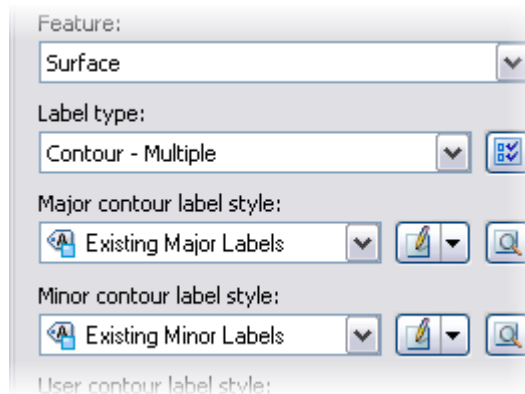 Feature:
Surface
Label type:
Contour - Multiple
Major contour label style:
Existing Major Labels
Minor contour label style:
Existing Minor Labels
User contour label style: